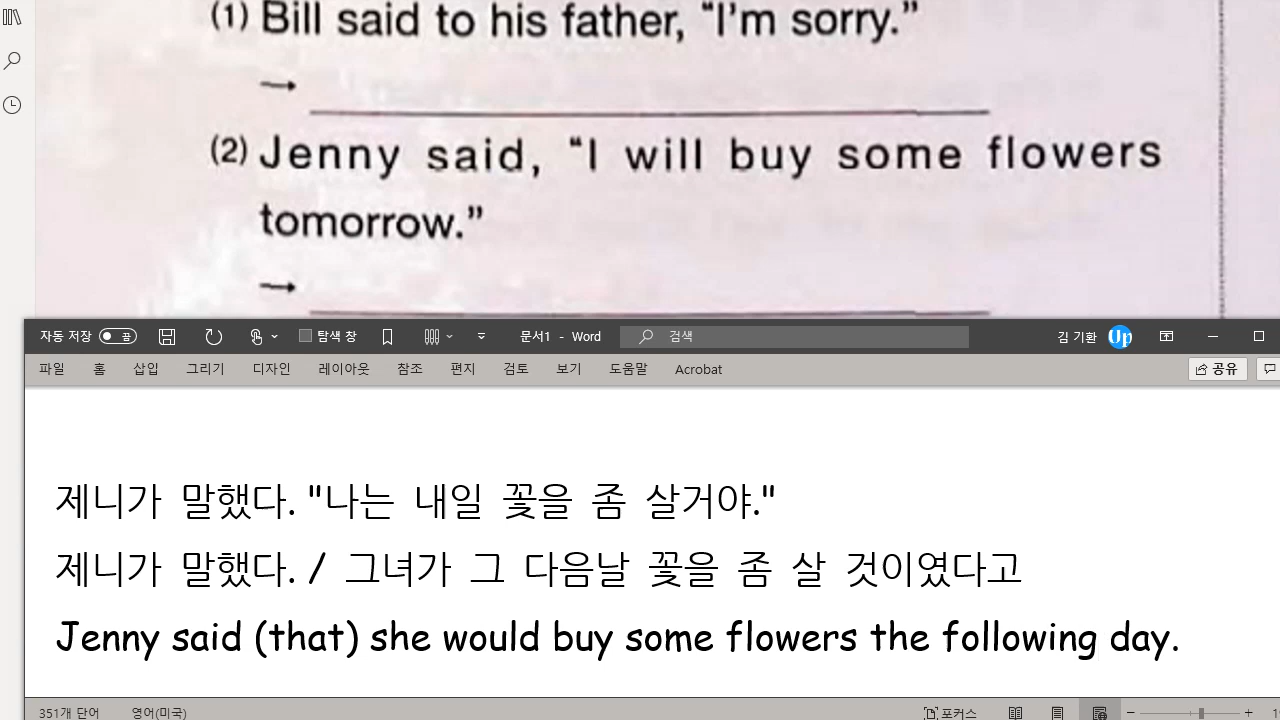 (1) Bill said to his father, “I’m sorry.”
→
(2) Jenny said, “I will buy some flowers
tomorrow.”
→
자동 저장 끔 탐색 창 문서1 - Word 검색 김 기환 Up
파일 홈 삽입 그리기 디자인 레이아웃 참조 편지 검토 보기 도움말 Acrobat 공유
제니가 말했다. "나는 내일 꽃을 좀 살거야."
제니가 말했다. / 그녀가 그 다음날 꽃을 좀 살 것이였다고
Jenny said (that) she would buy some flowers the following day.
351개 단어 영어(미국) 포커스